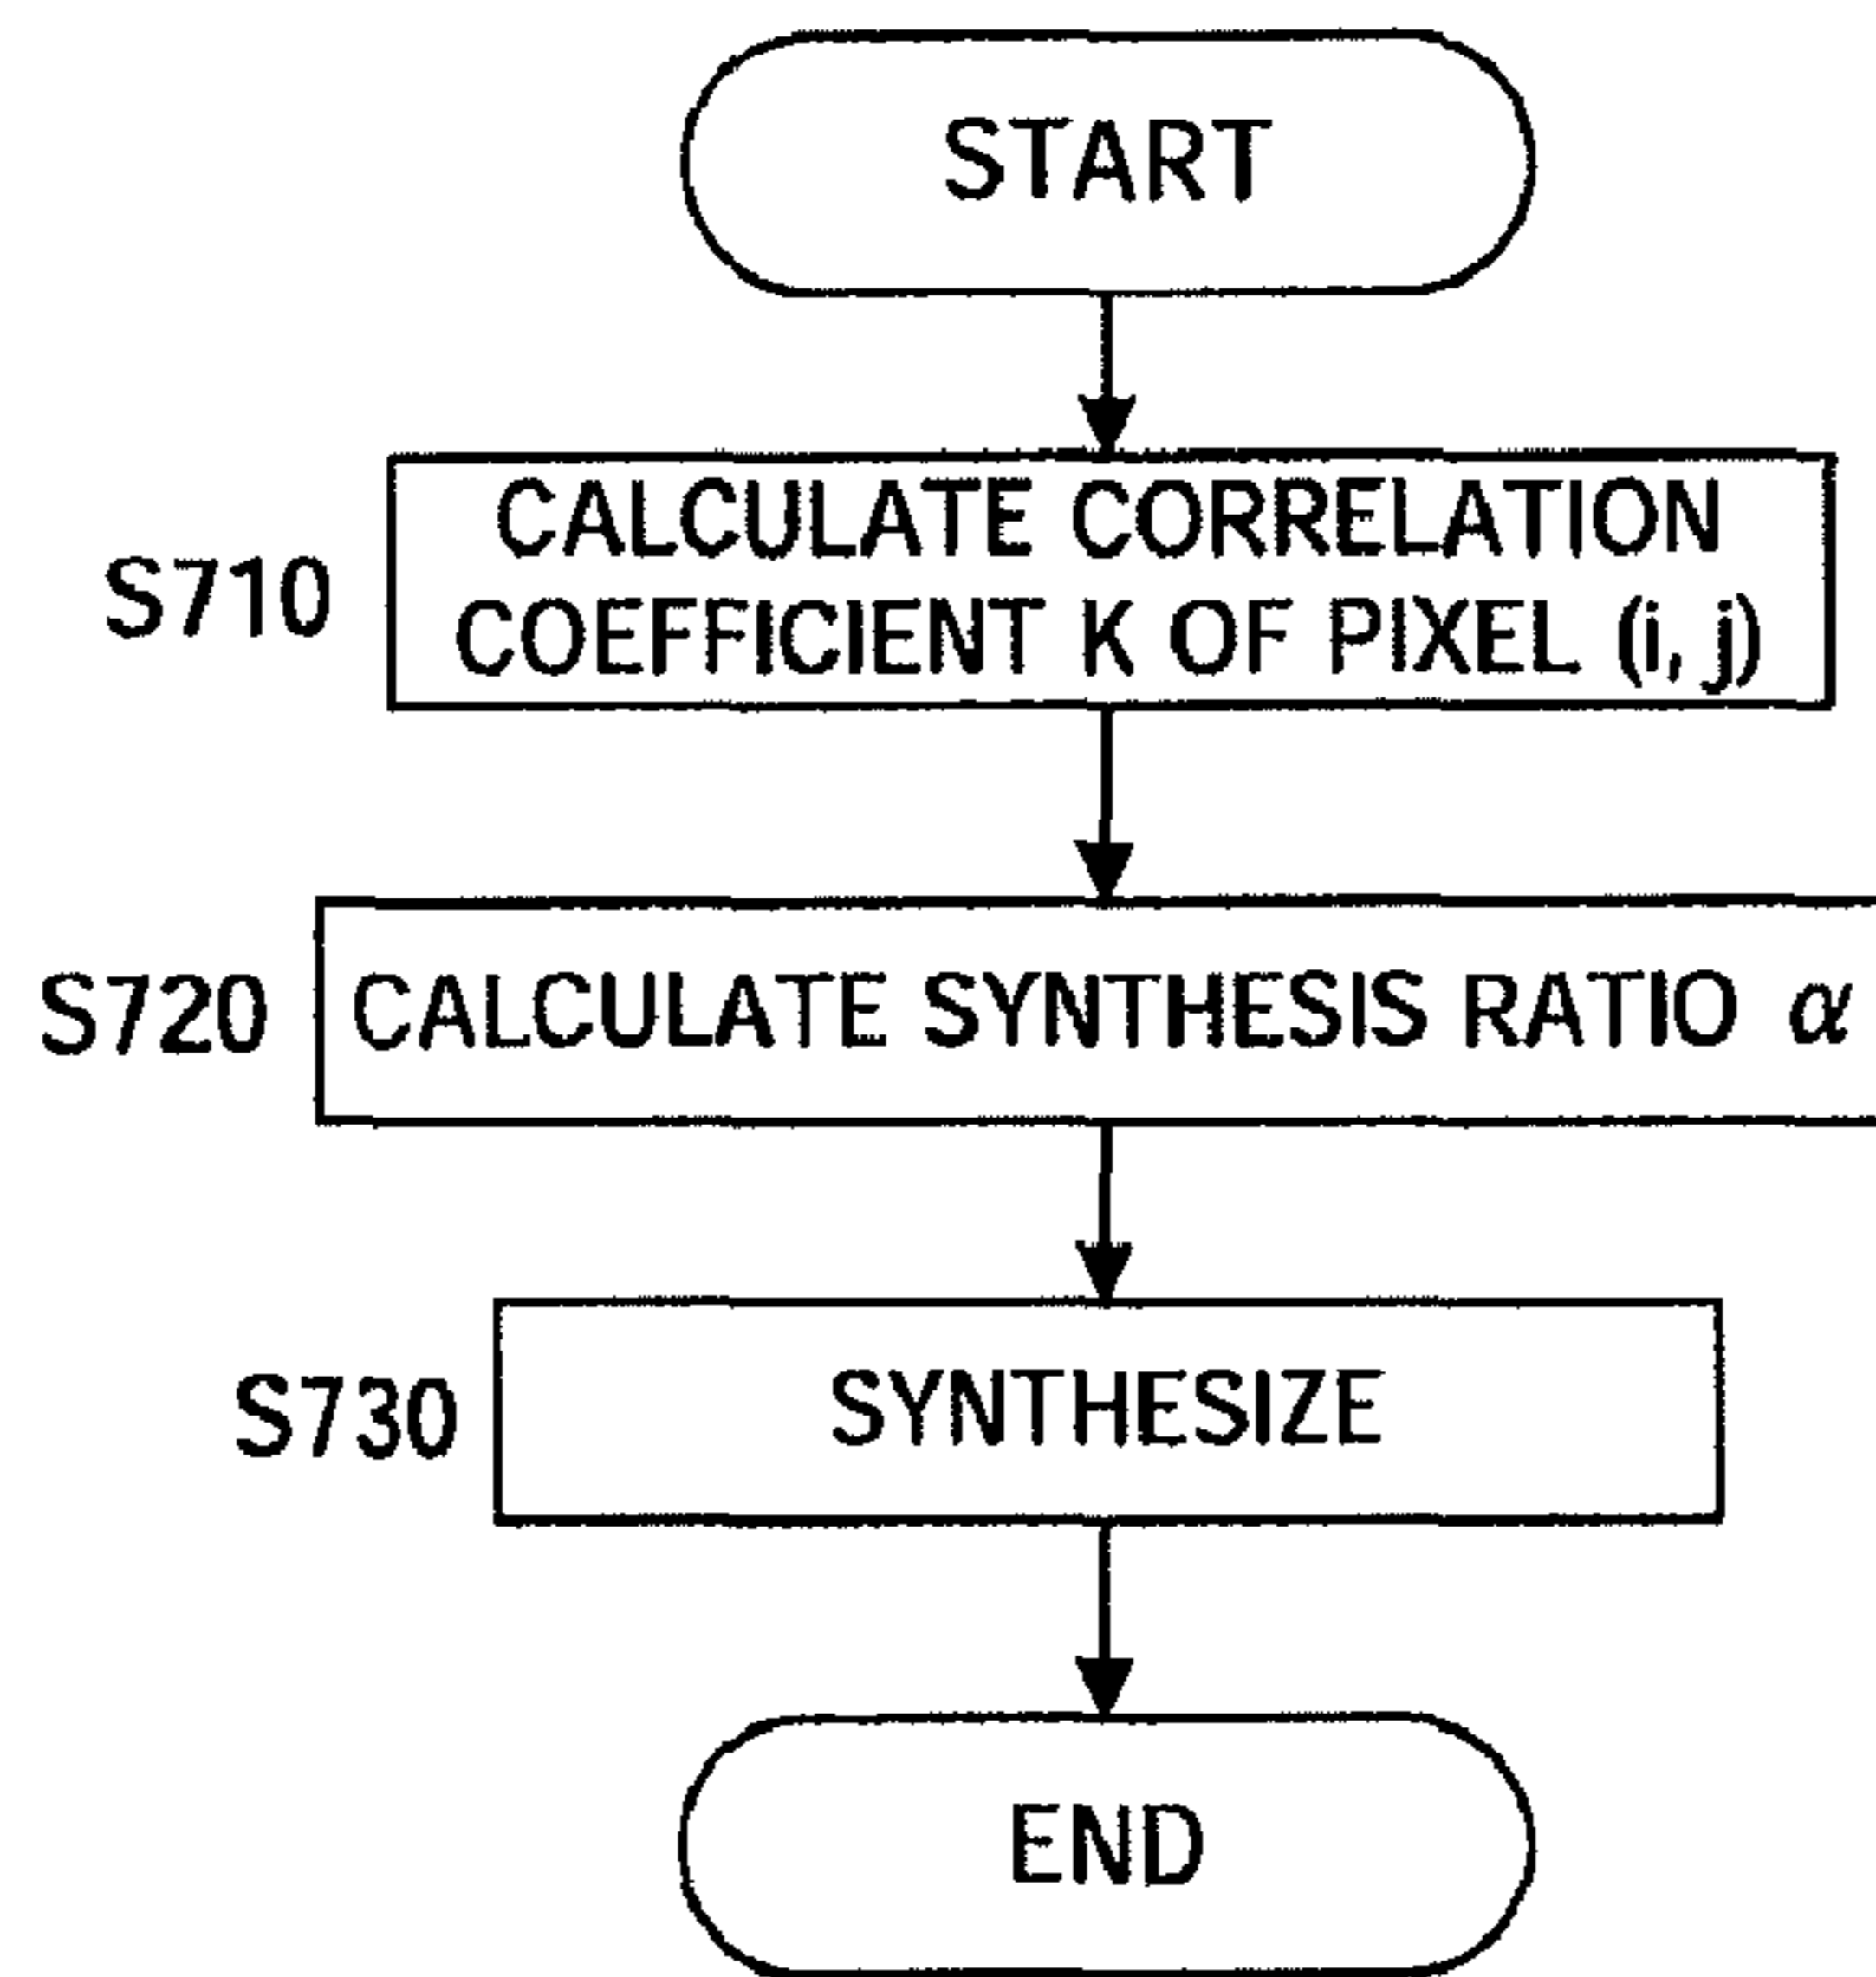 START
S710
CALCULATE CORRELATION
COEFFICIENT K OF PIXEL (i, j)
S720
CALCULATE SYNTHESIS RATIO α
S730
SYNTHESIZE
END